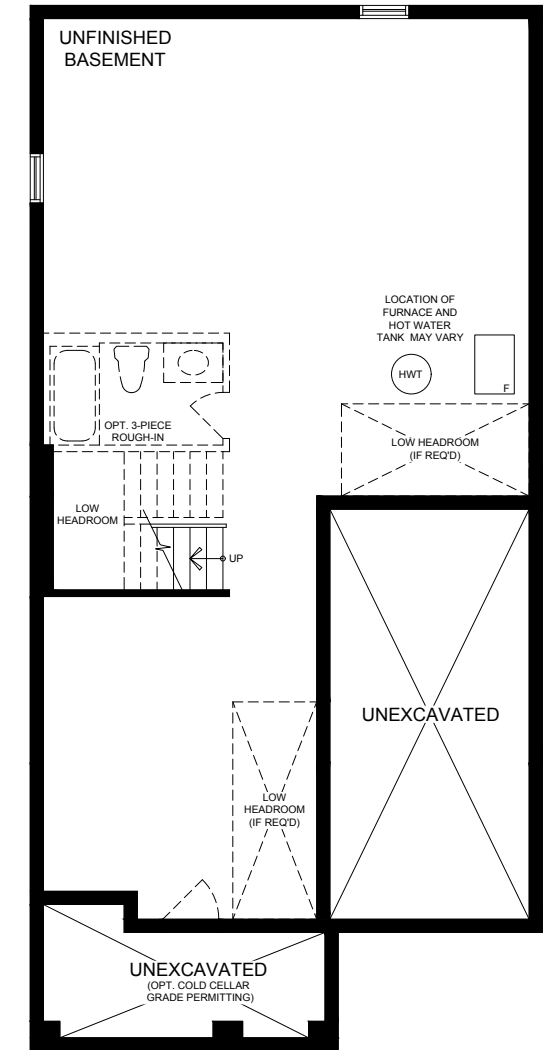 UNFINISHED
BASEMENT
LOCATION OF
FURNACE AND
HOT WATER
TANK MAY VARY
HWT
F
OPT. 3-PIECE
ROUGH-IN
LOW HEADROOM
(IF REQ'D)
LOW
HEADROOM
UP
UNEXCAVATED
LOW
HEADROOM
(IF REQ'D)
UNEXCAVATED
(OPT. COLD CELLAR
GRADE PERMITTING)